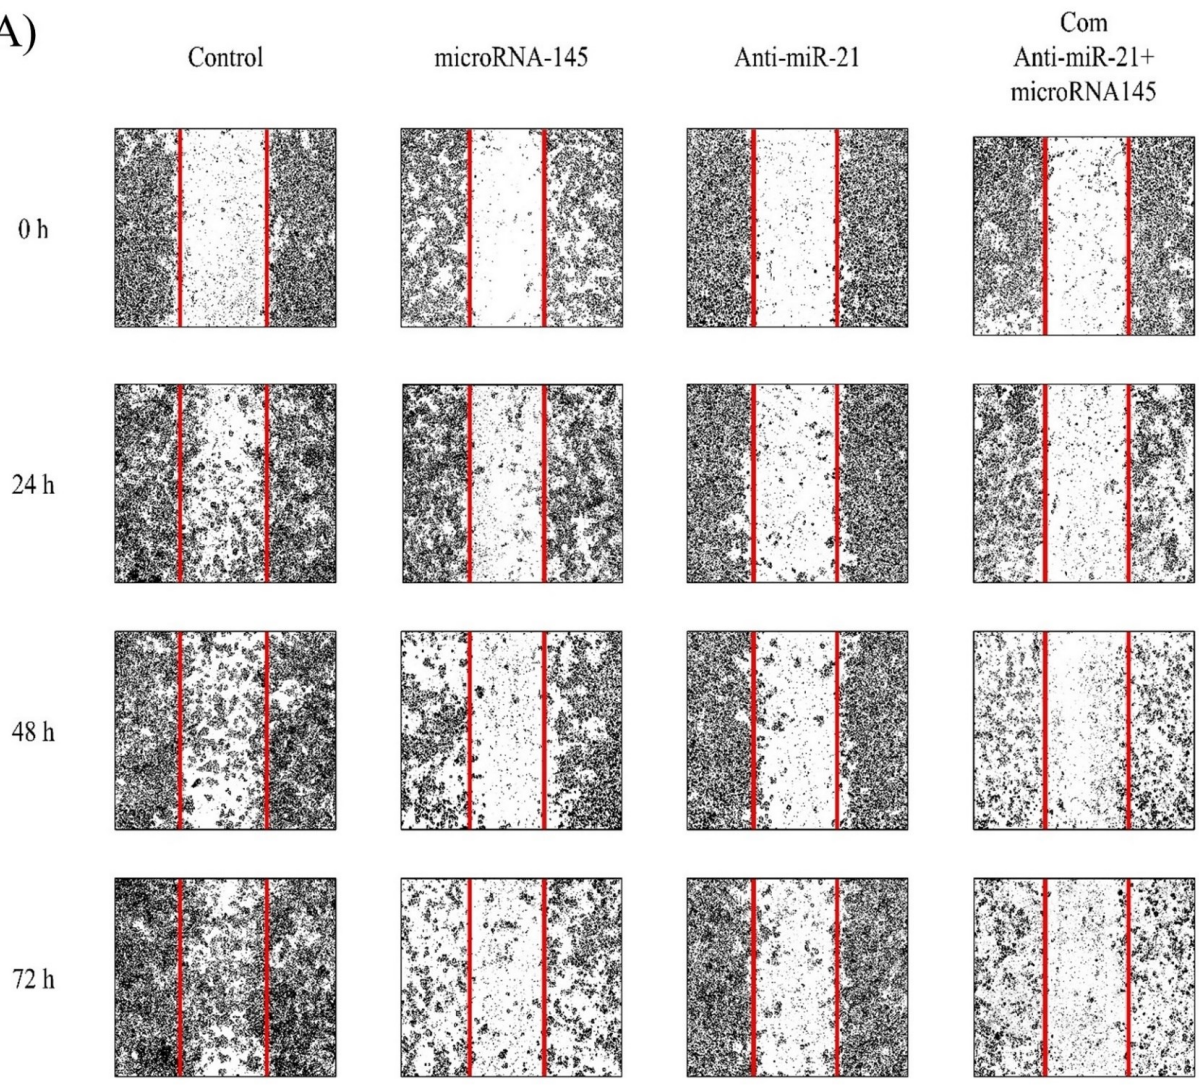 A)
Com
Control microRNA-145 Anti-miR-21 Anti-miR-21+
microRNA145
0 h
24 h
48 h
72 h